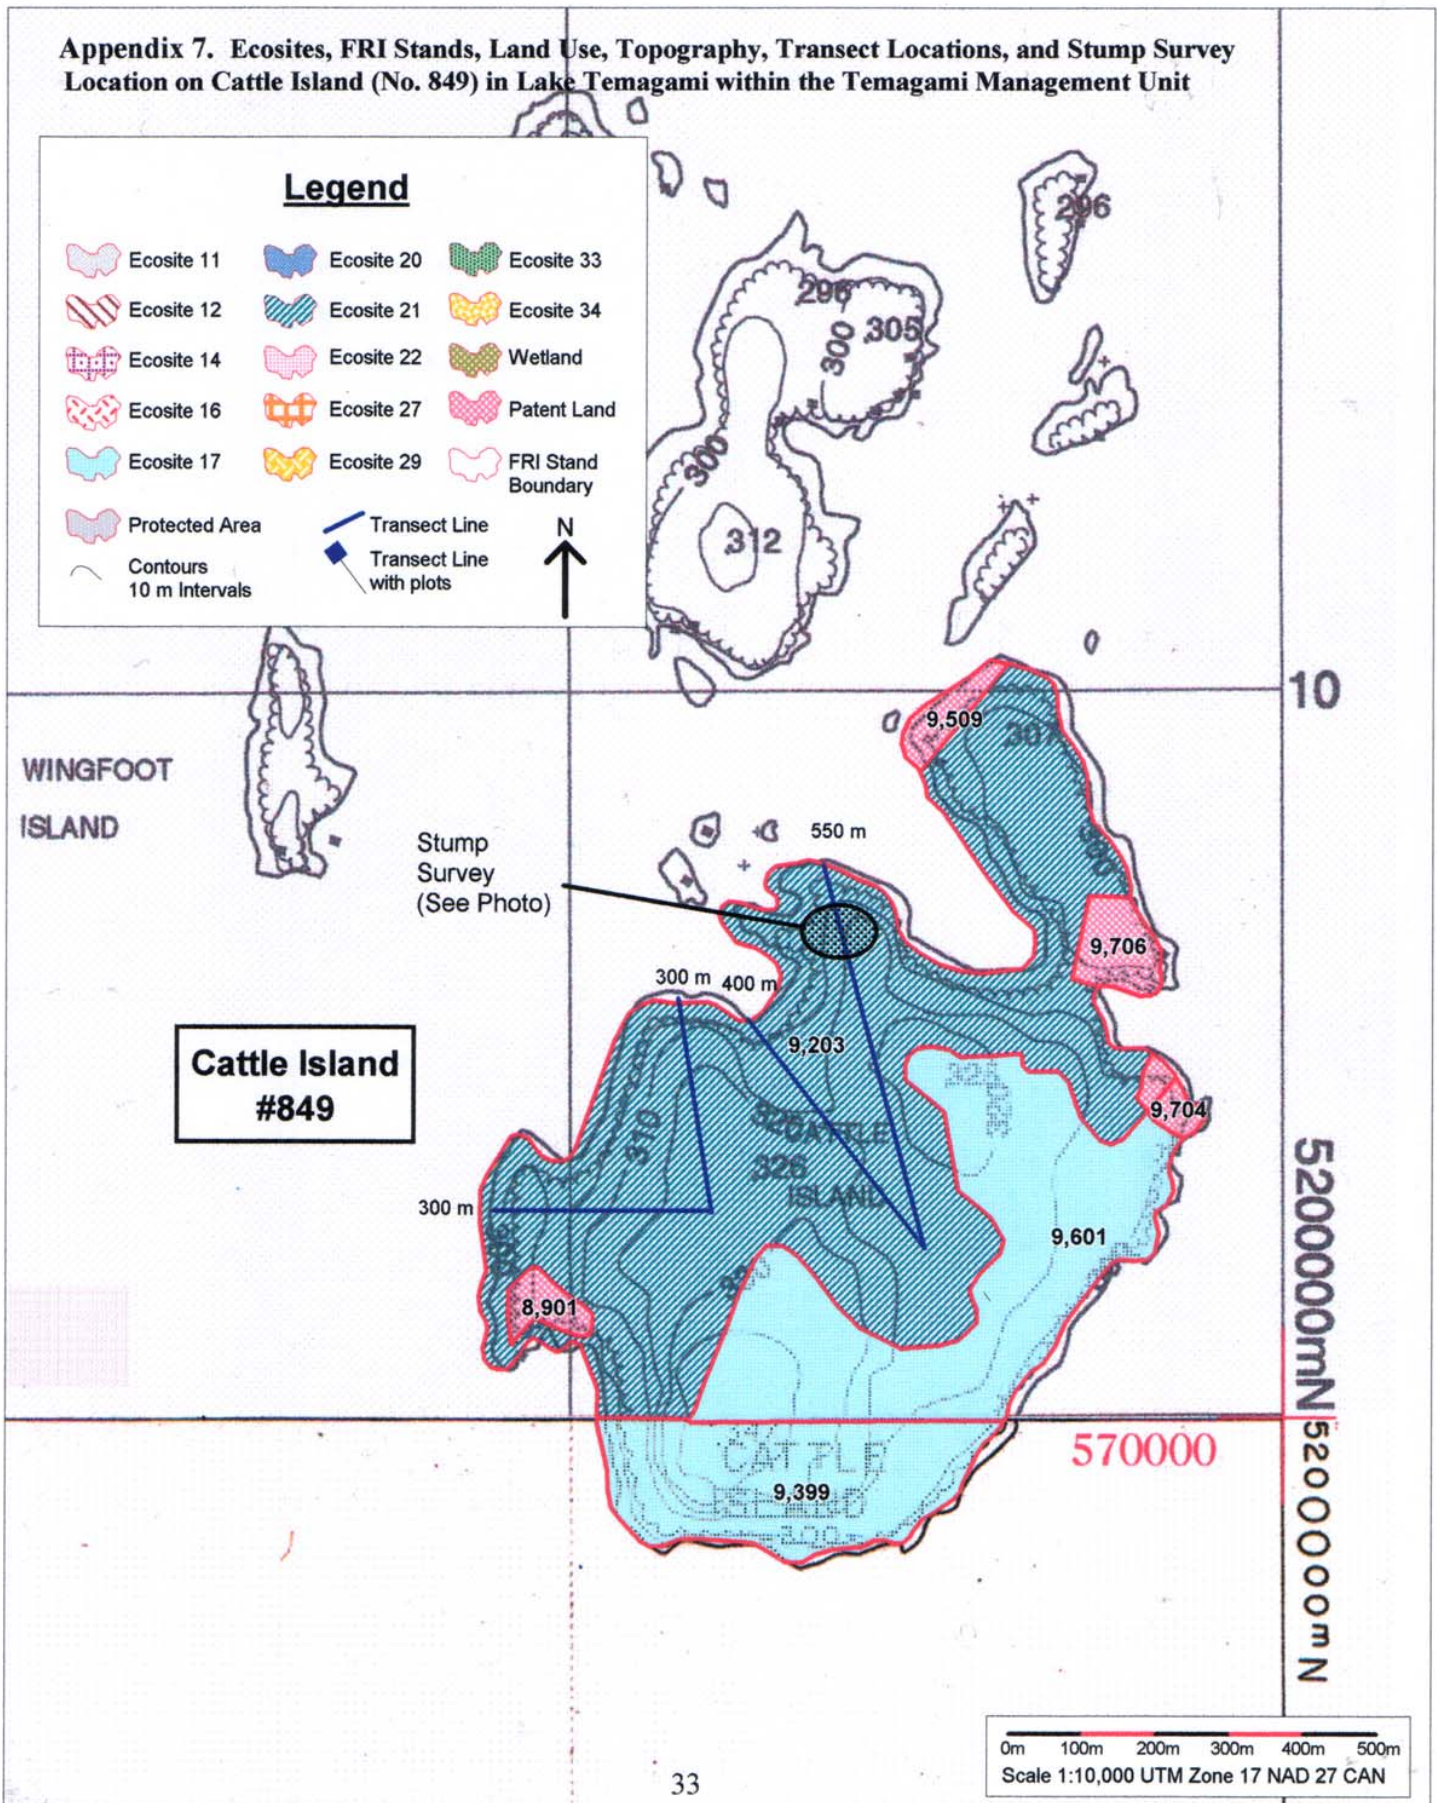 Appendix 7. Ecosites, FRI Stands, Land Use, Topography, Transect Locations, and Stump Survey
Location on Cattle Island (No. 849) in Lake Temagami within the Temagami Management Unit
Legend
Ecosite 11
Ecosite 20
Ecosite 33
Ecosite 12
Ecosite 21
Ecosite 34
Ecosite 14
Ecosite 22
Wetland
Ecosite 16
Ecosite 27
Patent Land
Ecosite 17
Ecosite 29
FRI Stand
Boundary
Protected Area
Transect Line
N
Contours
10 m Intervals
Transect Line
with plots
296
296
300
305
300
312
10
WINGFOOT
ISLAND
9,509
307
550 m
Stump
Survey
(See Photo)
300
9,706
300 m
400 m
9,203
Cattle Island
#849
9,704
310
CATTLE
326
ISLAND
300 m
9,601
8,901
5200000mN
570000
5200000mN
CATTLE
ISLAND
9,399
300
0m 100m 200m 300m 400m 500m
Scale 1:10,000 UTM Zone 17 NAD 27 CAN
33